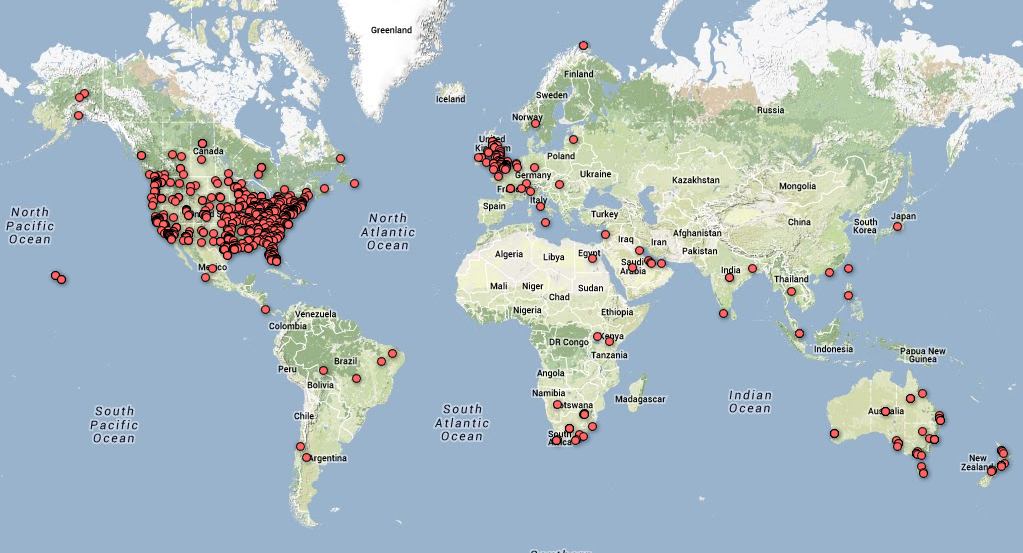 Greenland
Iceland
Finland
Sweden
Norway
Russia
Canada
United
Kingdom
Poland
Germany
Ukraine
Kazakhstan
Mongolia
Italy
Spain
Turkey
North
Pacific
Ocean
North
Atlantic
Ocean
China
South
Korea
Japan
Afghanistan
Pakistan
Iraq
Iran
Algeria
Libya
Egypt
Saudi
Arabia
Mexico
India
Thailand
Mali
Niger
Chad
Sudan
Nigeria
Ethiopia
Venezuela
Colombia
DR Congo
Kenya
Tanzania
Indonesia
Papua New
Guinea
Peru
Brazil
Bolivia
Angola
Namibia
Botswana
Madagascar
South
Pacific
Ocean
South
Atlantic
Ocean
Indian
Ocean
Australia
Chile
Argentina
South
Africa
New
Zealand